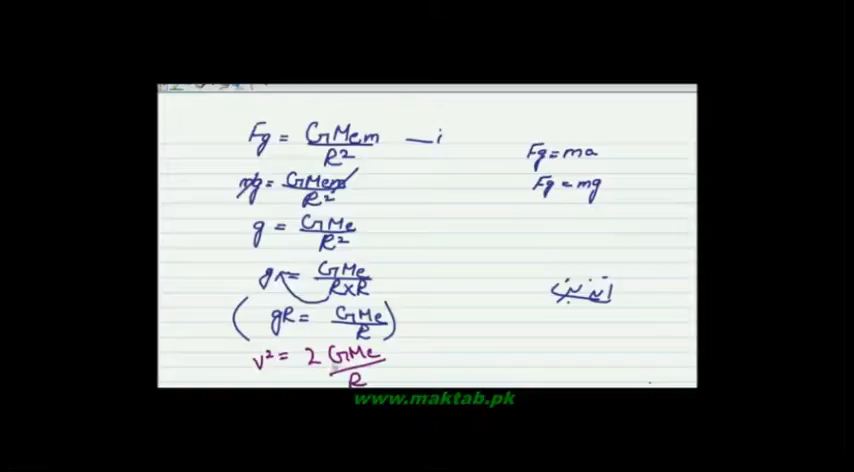 Fg = GMem/R² —i
Fg = ma
mg = GMem/R²
Fg = mg
g = GMe/R²
g = GMe/R×R
(gR = GMe/R)
v² = 2 GMe/R
www.maktab.pk